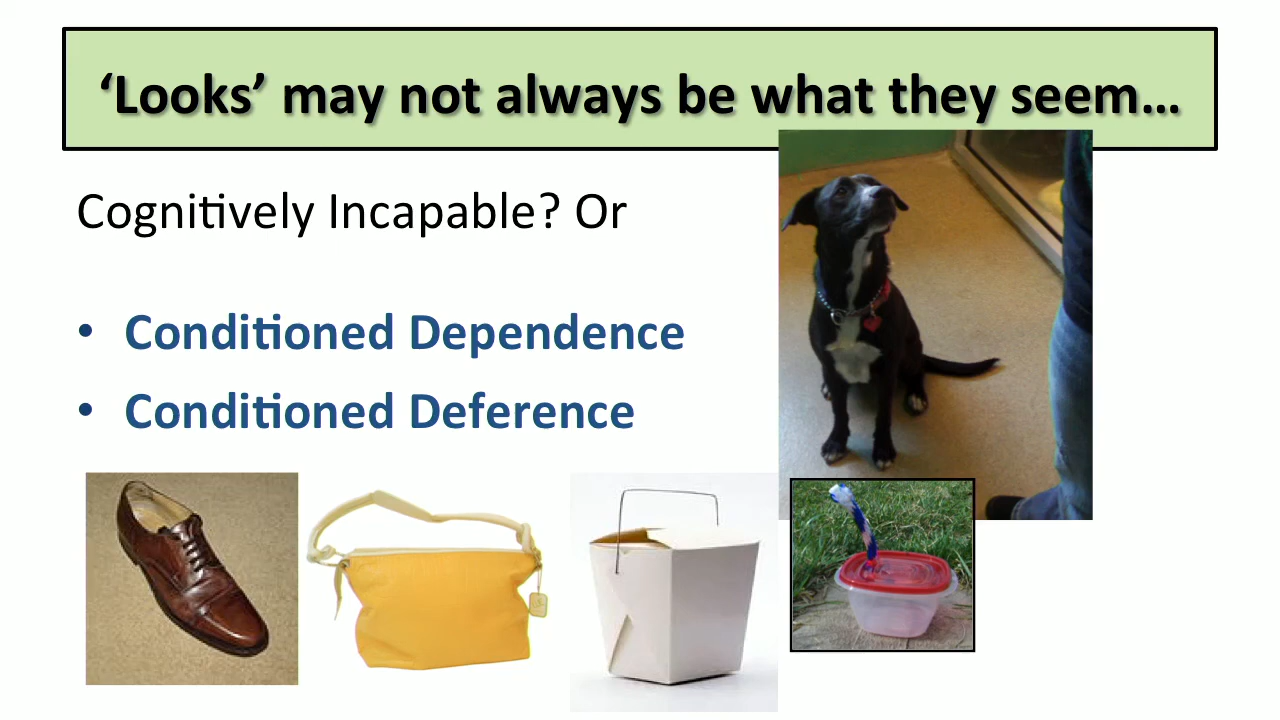 ‘Looks’ may not always be what they seem…
Cognitively Incapable? Or
• Conditioned Dependence
• Conditioned Deference